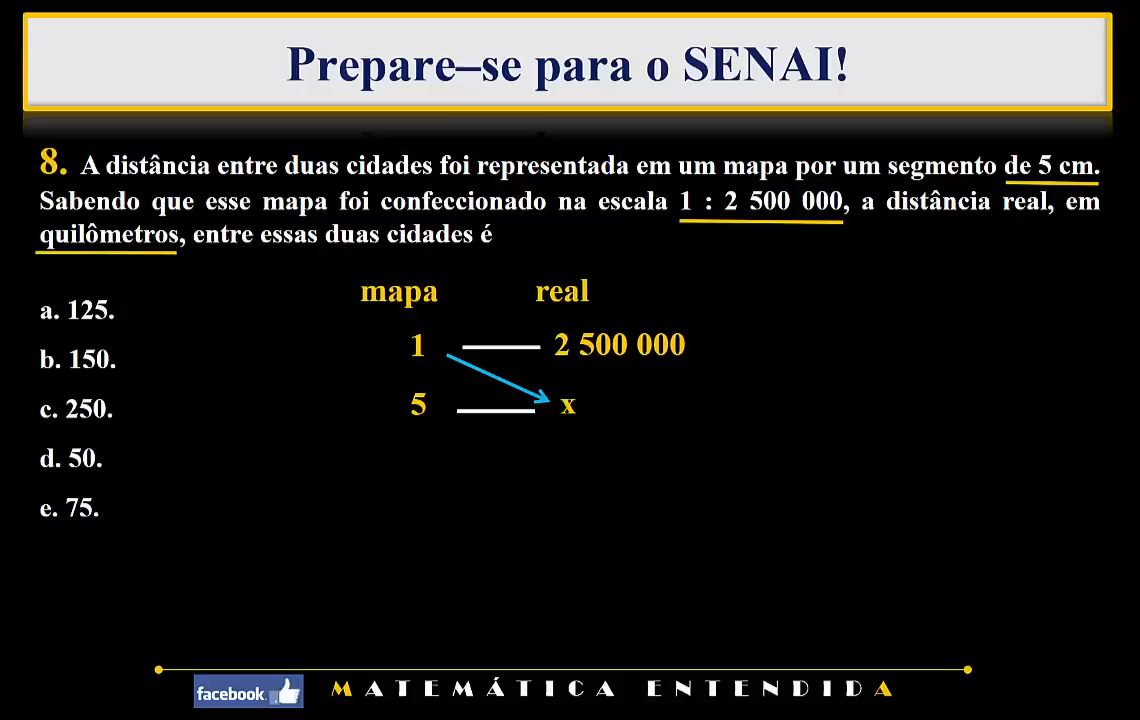 Prepare–se para o SENAI!
8. A distância entre duas cidades foi representada em um mapa por um segmento de 5 cm.
Sabendo que esse mapa foi confeccionado na escala 1 : 2 500 000, a distância real, em
quilômetros, entre essas duas cidades é
mapa real
a. 125.
1 2 500 000
b. 150.
5 x
c. 250.
d. 50.
e. 75.
facebook. MATEMÁTICA ENTENDIDA